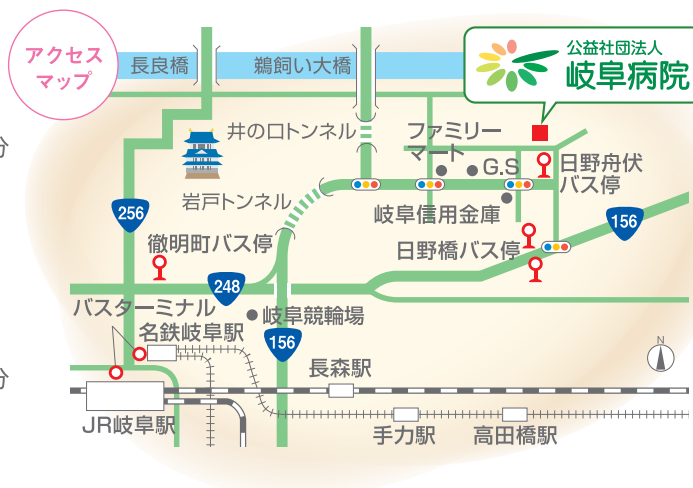 アクセス
マップ
長良橋
鵜飼い大橋
公益社団法人
岐阜病院
分
井の口トンネル
ファミリー
マート
G.S
日野舟伏
バス停
岩戸トンネル
岐阜信用金庫
256
156
徹明町バス停
日野橋バス停
248
バスターミナル
名鉄岐阜駅
岐阜競輪場
156
N
長森駅
分
JR岐阜駅
手力駅
高田橋駅